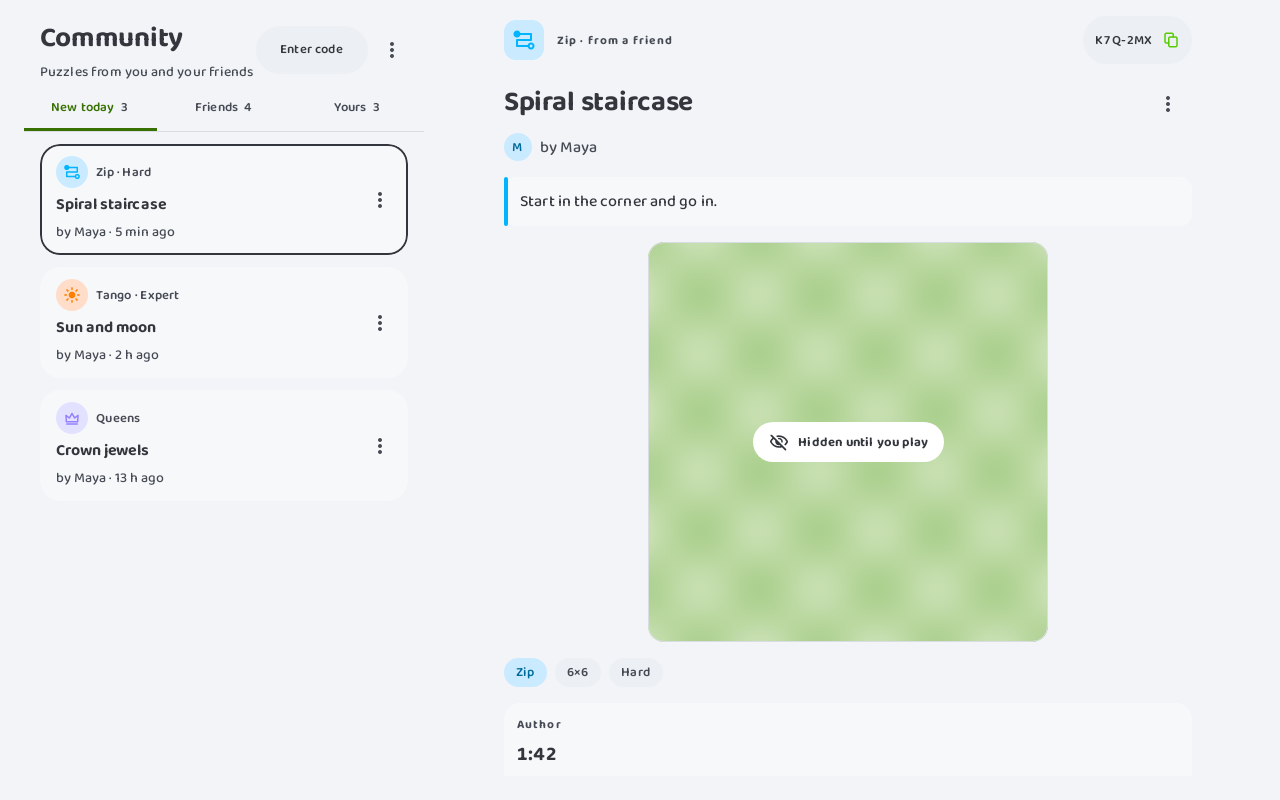 Community
Puzzles from you and your friends
Enter code
New today 3
Friends 4
Yours 3
Zip · Hard
Spiral staircase
by Maya · 5 min ago
Tango · Expert
Sun and moon
by Maya · 2 h ago
Queens
Crown jewels
by Maya · 13 h ago
Zip · from a friend
K7Q-2MX
Spiral staircase
M
by Maya
Start in the corner and go in.
Hidden until you play
Zip
6×6
Hard
Author
1:42